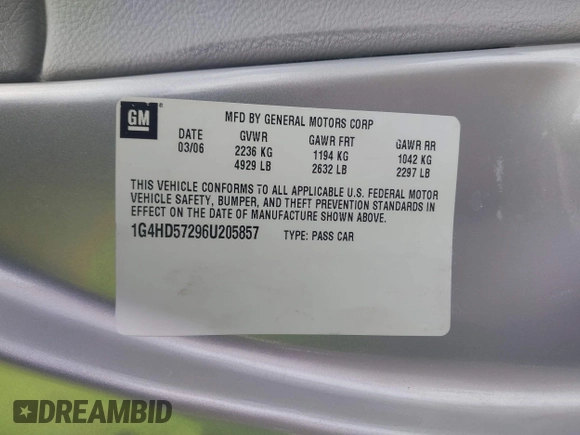 GM
MFD BY GENERAL MOTORS CORP
DATE GVWR GAWR FRT GAWR RR
03/06 2236 KG 1194 KG 1042 KG
4929 LB 2632 LB 2297 LB
THIS VEHICLE CONFORMS TO ALL APPLICABLE U.S. FEDERAL MOTOR
VEHICLE SAFETY, BUMPER, AND THEFT PREVENTION STANDARDS IN
EFFECT ON THE DATE OF MANUFACTURE SHOWN ABOVE.
1G4HD57296U205857 TYPE: PASS CAR
DREAMBID